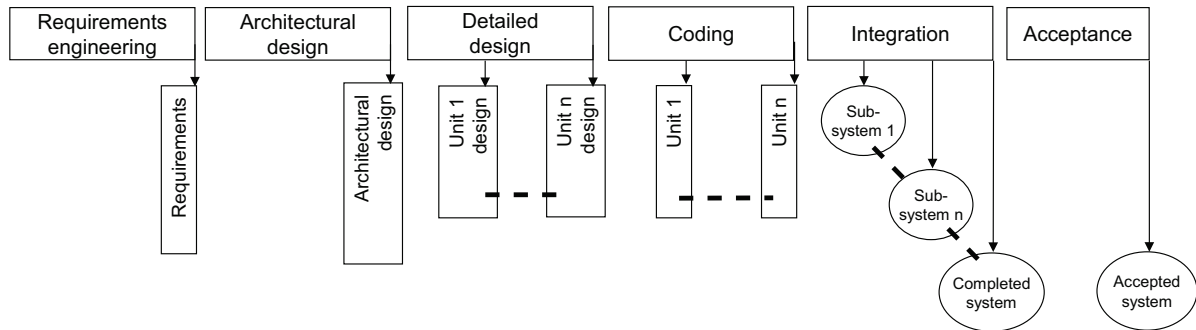 Requirements
engineering
Architectural
design
Detailed
design
Coding
Integration
Acceptance
Requirements
Architectural
design
Unit 1
design
Unit n
design
Unit 1
Unit n
Sub-
system 1
Sub-
system n
Completed
system
Accepted
system